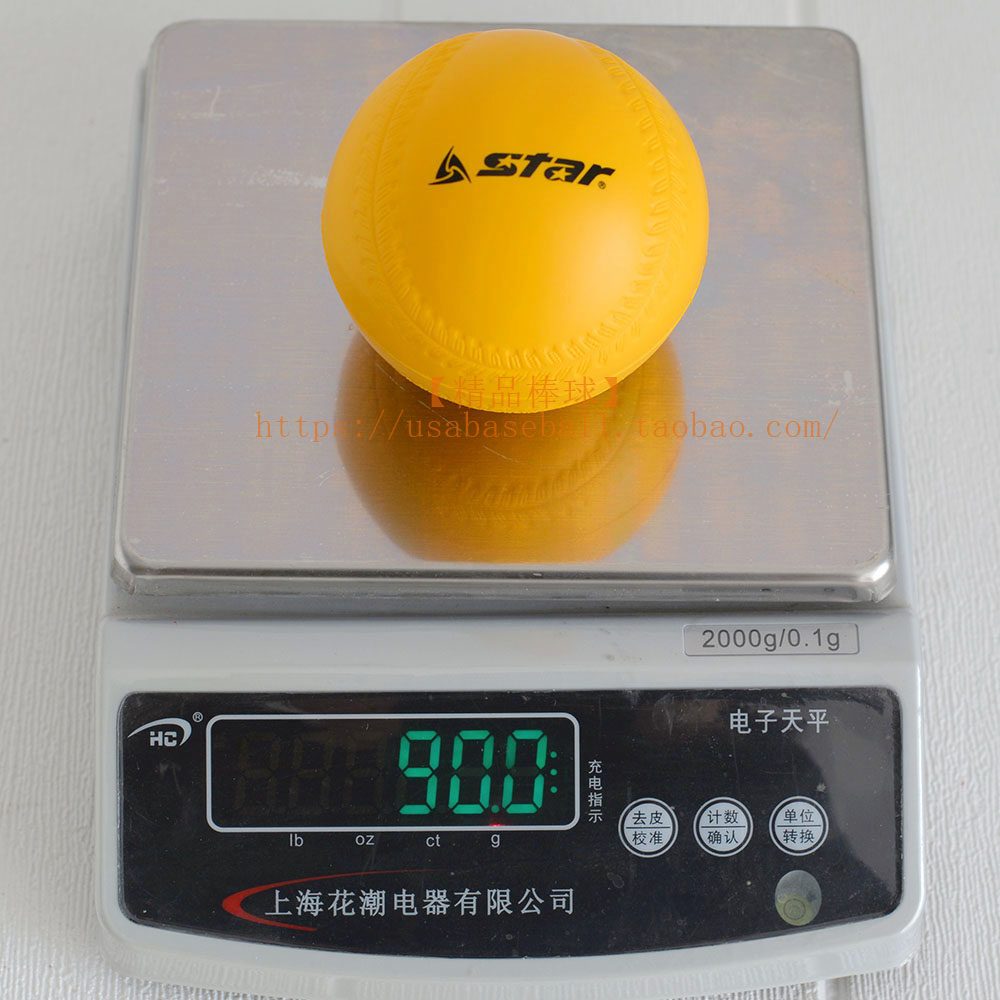 star®
【精品棒球】
https://usabaseball.taobao.com/
2000g/0.1g
HC®
电子天平
90.0
充电指示
lb oz ct g
去皮
校准
计数
确认
单位
转换
上海花潮电器有限公司